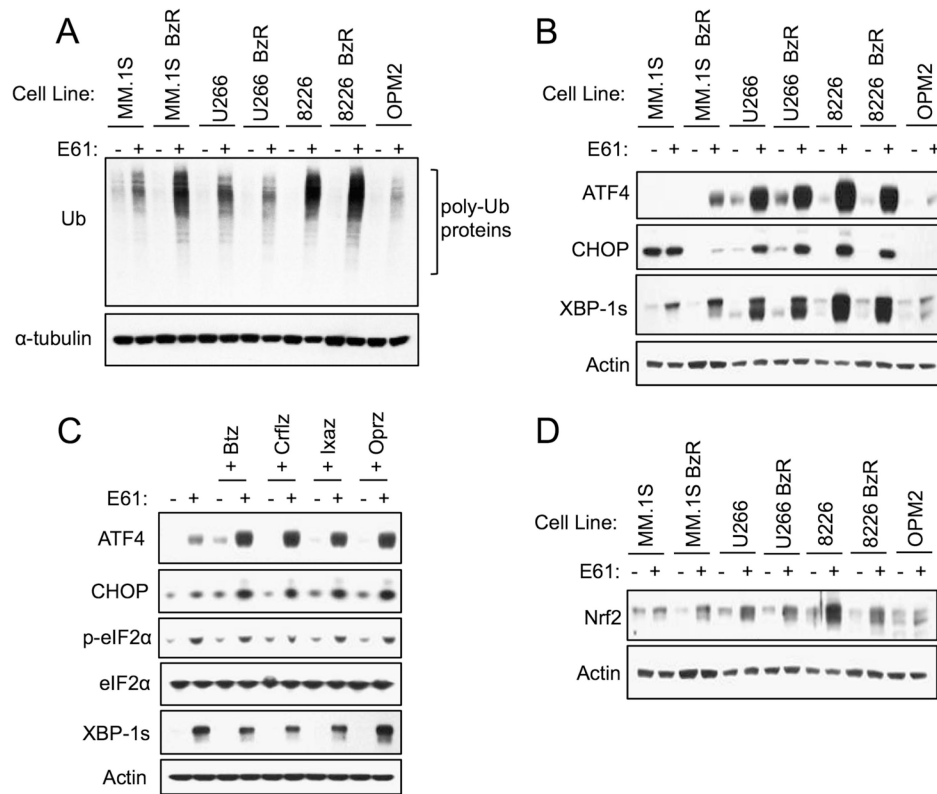 A
Cell Line: MM.1S MM.1S BzR U266 U266 BzR 8226 8226 BzR OPM2
E61: - + - + - + - + - + - + - +
Ub
poly-Ub
proteins
α-tubulin
B
Cell Line: MM.1S MM.1S BzR U266 U266 BzR 8226 8226 BzR OPM2
E61: - + - + - + - + - + - + - +
ATF4
CHOP
XBP-1s
Actin
C
+ Btz + Crflz + Ixaz + Oprz
E61: - + - + - + - + - +
ATF4
CHOP
p-eIF2α
eIF2α
XBP-1s
Actin
D
Cell Line: MM.1S MM.1S BzR U266 U266 BzR 8226 8226 BzR OPM2
E61: - + - + - + - + - + - + - +
Nrf2
Actin